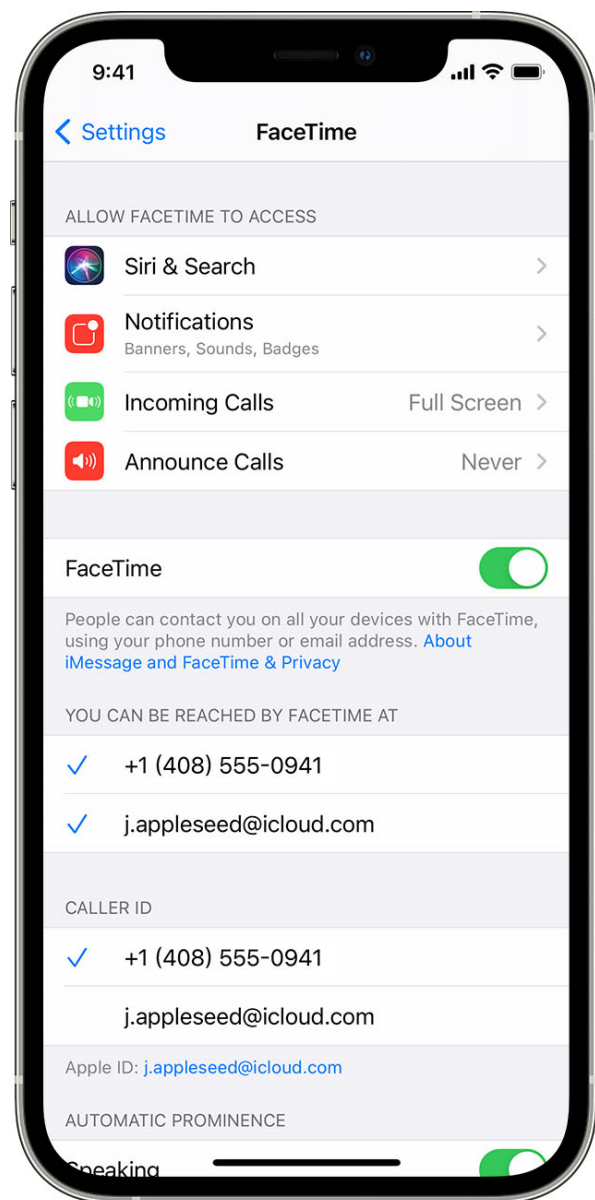 9:41
Settings
FaceTime
ALLOW FACETIME TO ACCESS
Siri & Search
Notifications
Banners, Sounds, Badges
Incoming Calls Full Screen
Announce Calls Never
FaceTime
People can contact you on all your devices with FaceTime,
using your phone number or email address. About
iMessage and FaceTime & Privacy
YOU CAN BE REACHED BY FACETIME AT
+1 (408) 555-0941
j.appleseed@icloud.com
CALLER ID
+1 (408) 555-0941
j.appleseed@icloud.com
Apple ID: j.appleseed@icloud.com
AUTOMATIC PROMINENCE
Speaking